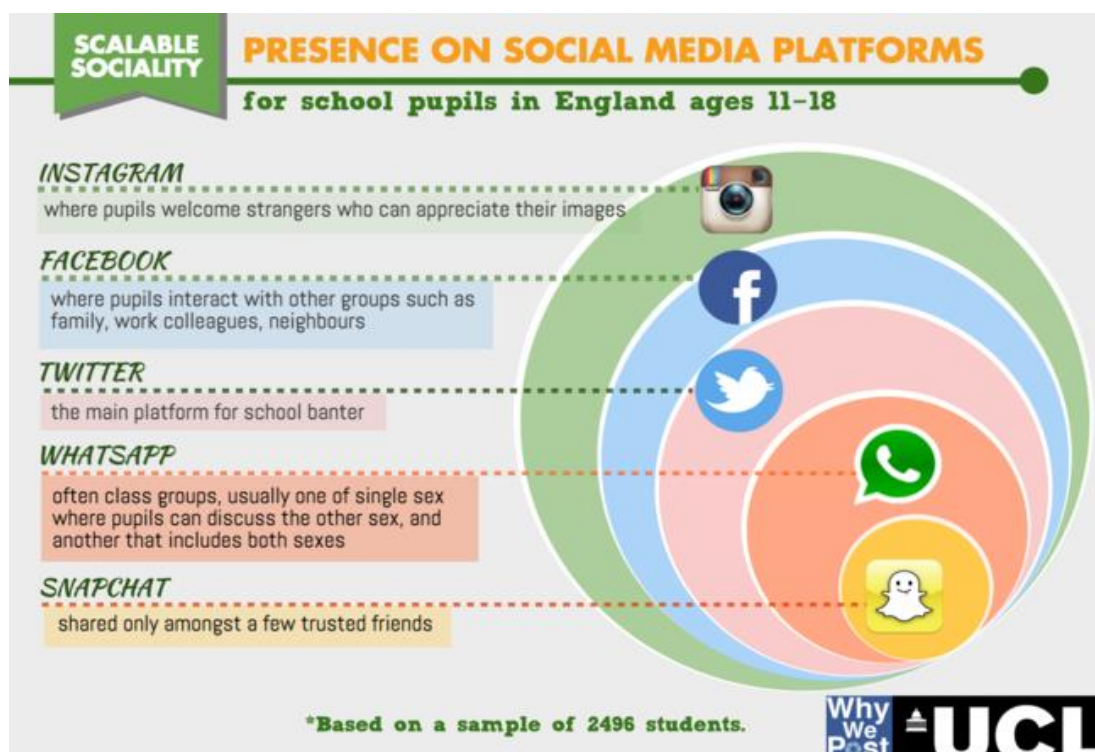 SCALABLE
SOCIALITY
PRESENCE ON SOCIAL MEDIA PLATFORMS
for school pupils in England ages 11-18
INSTAGRAM
where pupils welcome strangers who can appreciate their images
FACEBOOK
where pupils interact with other groups such as
family, work colleagues, neighbours
TWITTER
the main platform for school banter
WHATSAPP
often class groups, usually one of single sex
where pupils can discuss the other sex, and
another that includes both sexes
SNAPCHAT
shared only amongst a few trusted friends
*Based on a sample of 2496 students.
Why
We
Post
UCL